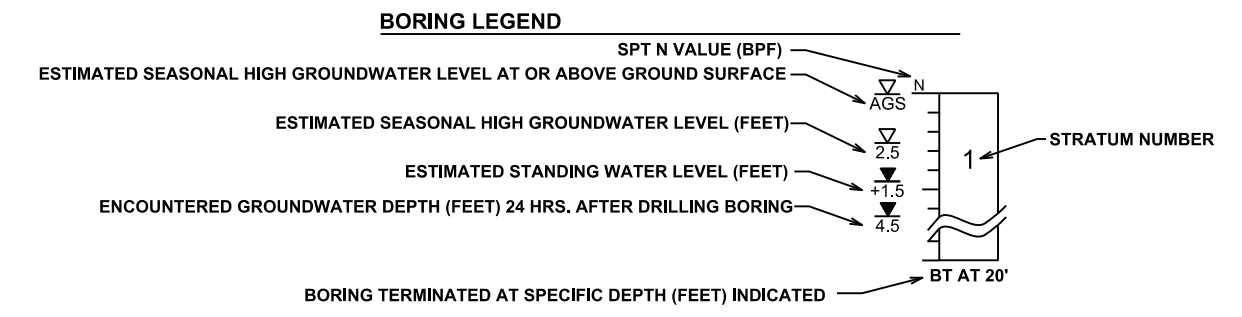 BORING LEGEND
SPT N VALUE (BPF)
ESTIMATED SEASONAL HIGH GROUNDWATER LEVEL AT OR ABOVE GROUND SURFACE
N
AGS
ESTIMATED SEASONAL HIGH GROUNDWATER LEVEL (FEET)
2.5
1
STRATUM NUMBER
ESTIMATED STANDING WATER LEVEL (FEET)
+1.5
ENCOUNTERED GROUNDWATER DEPTH (FEET) 24 HRS. AFTER DRILLING BORING
4.5
BT AT 20'
BORING TERMINATED AT SPECIFIC DEPTH (FEET) INDICATED